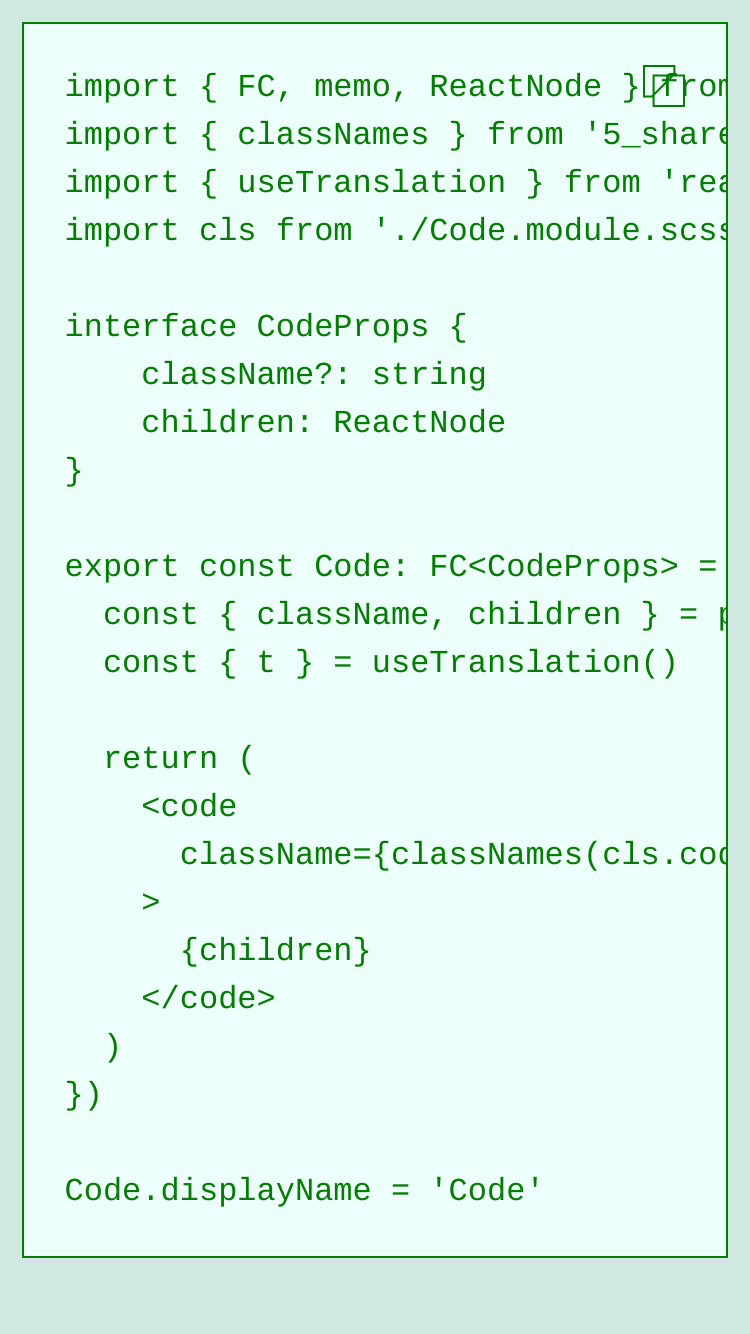 import { FC, memo, ReactNode } from
import { classNames } from '5_share
import { useTranslation } from 'rea
import cls from './Code.module.scss

interface CodeProps {
    className?: string
    children: ReactNode
}

export const Code: FC<CodeProps> =
  const { className, children } = p
  const { t } = useTranslation()

  return (
    <code
      className={classNames(cls.cod
    >
      {children}
    </code>
  )
})

Code.displayName = 'Code'